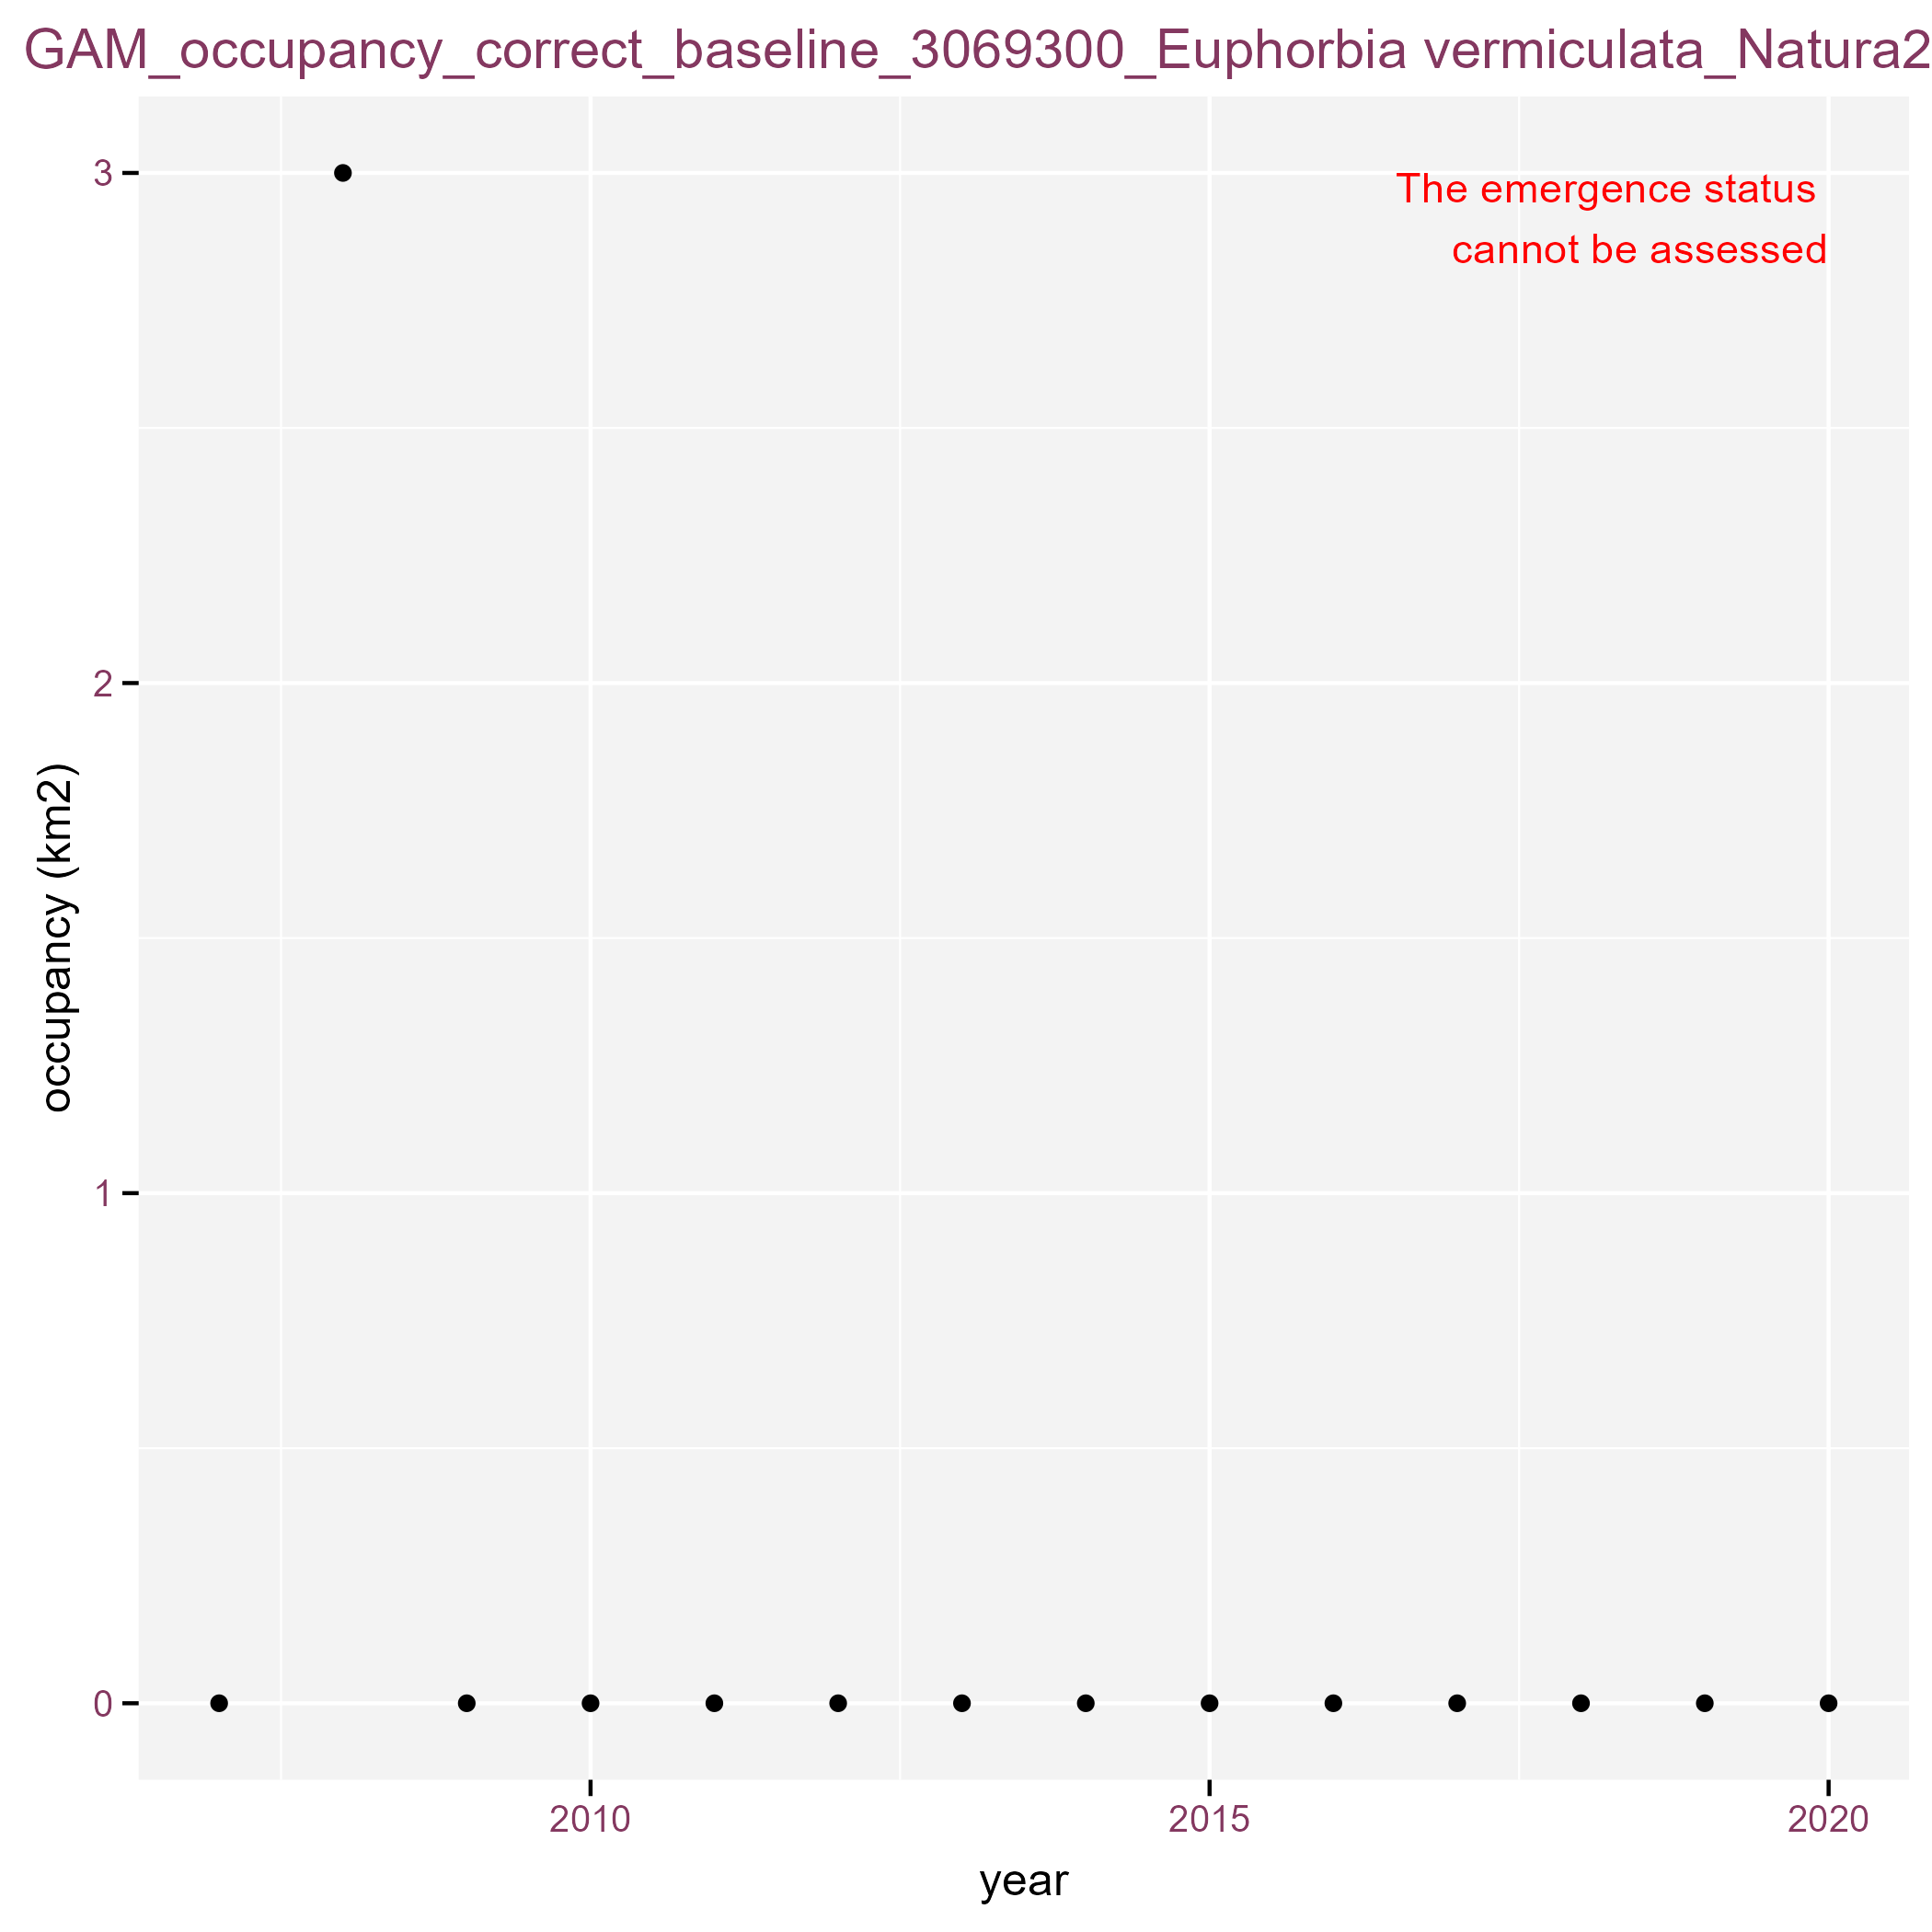 GAM_occupancy_correct_baseline_3069300_Euphorbia vermiculata_Natura2
3
The emergence status
cannot be assessed
2
occupancy (km2)
1
0
2010 2015 2020
year